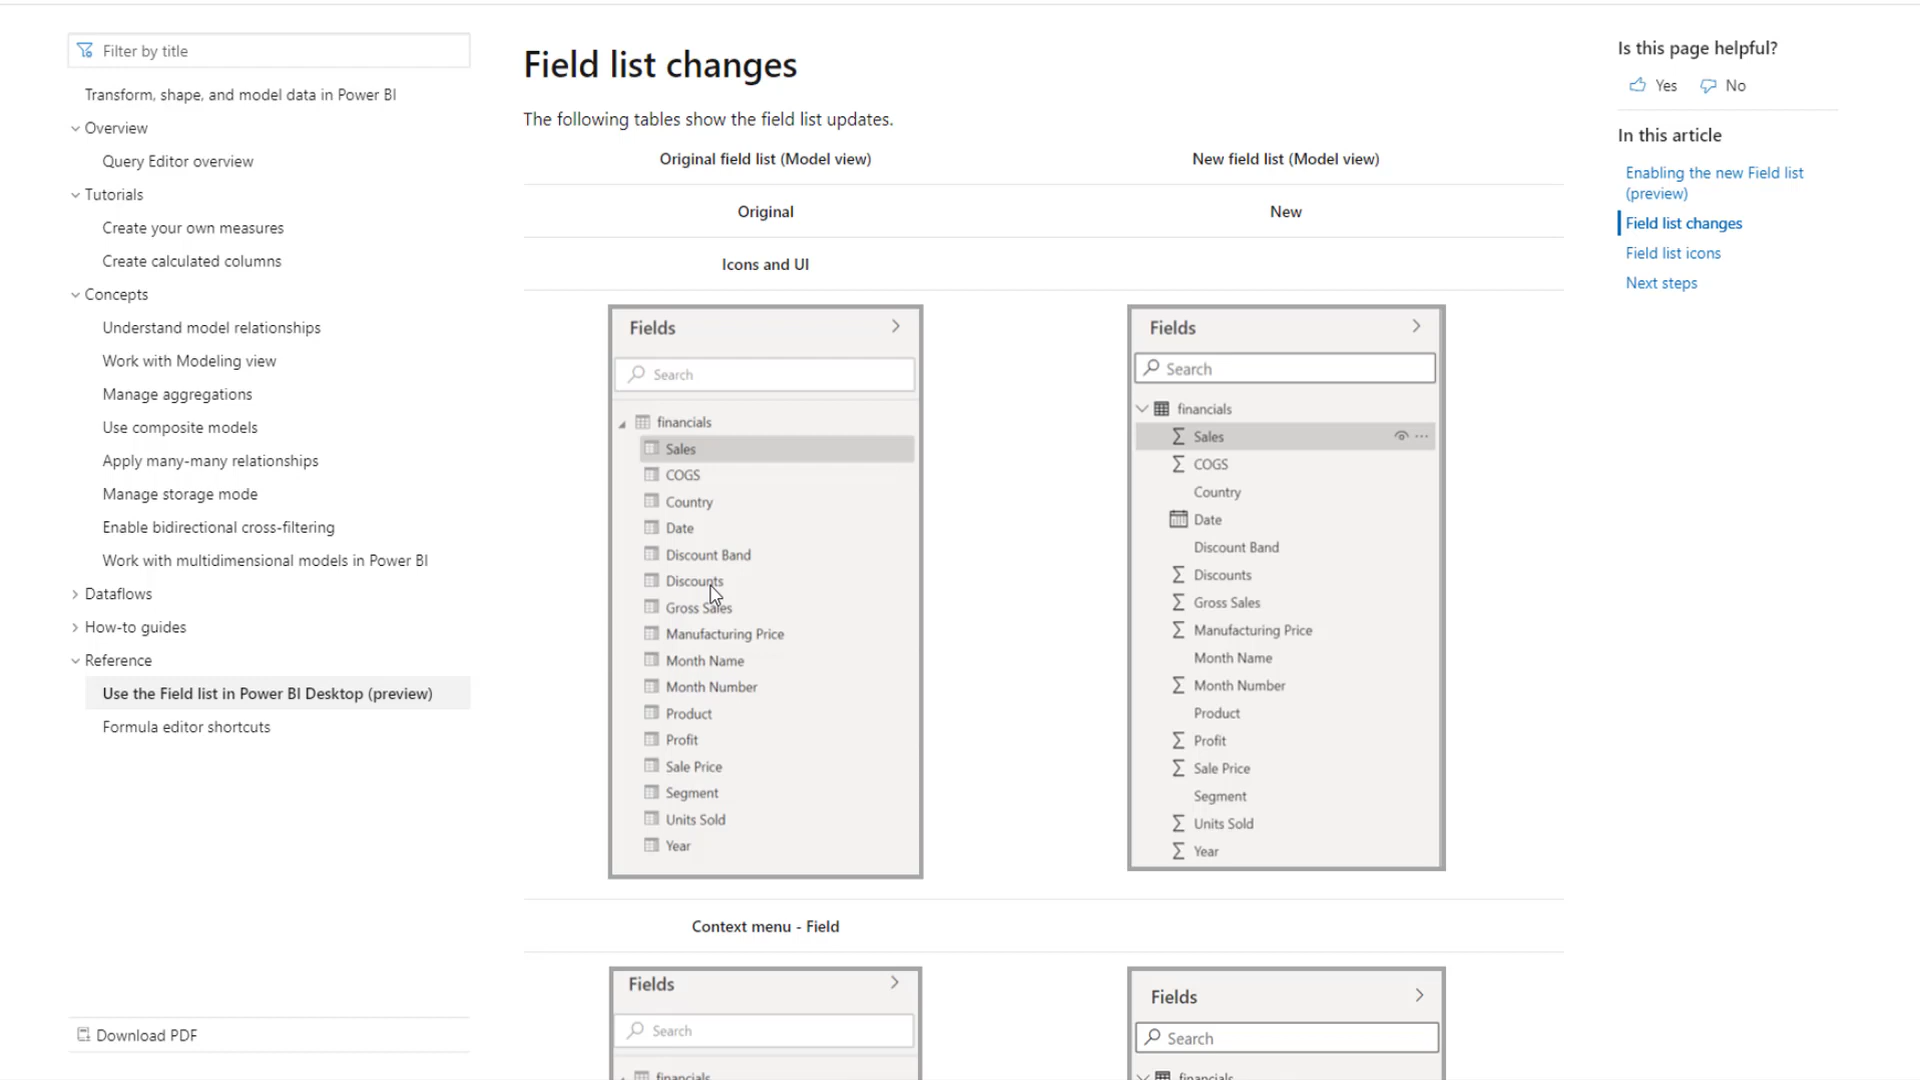 Filter by title
Transform, shape, and model data in Power BI
Overview
Query Editor overview
Tutorials
Create your own measures
Create calculated columns
Concepts
Understand model relationships
Work with Modeling view
Manage aggregations
Use composite models
Apply many-many relationships
Manage storage mode
Enable bidirectional cross-filtering
Work with multidimensional models in Power BI
Dataflows
How-to guides
Reference
Use the Field list in Power BI Desktop (preview)
Formula editor shortcuts
Download PDF
Field list changes
The following tables show the field list updates.
Original field list (Model view) New field list (Model view)
Original New
Icons and UI
Fields
Search
financials
Sales
COGS
Country
Date
Discount Band
Discounts
Gross Sales
Manufacturing Price
Month Name
Month Number
Product
Profit
Sale Price
Segment
Units Sold
Year
Fields
Search
financials
Sales
COGS
Country
Date
Discount Band
Discounts
Gross Sales
Manufacturing Price
Month Name
Month Number
Product
Profit
Sale Price
Segment
Units Sold
Year
Context menu - Field
Fields
Search
financials
Fields
Search
financials
Is this page helpful?
Yes No
In this article
Enabling the new Field list
(preview)
Field list changes
Field list icons
Next steps